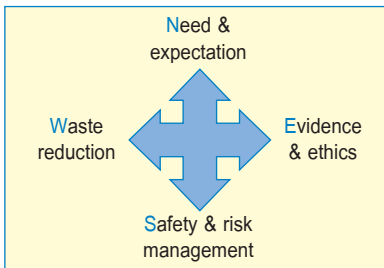 Need &
expectation
Waste
reduction
Evidence
& ethics
Safety & risk
management